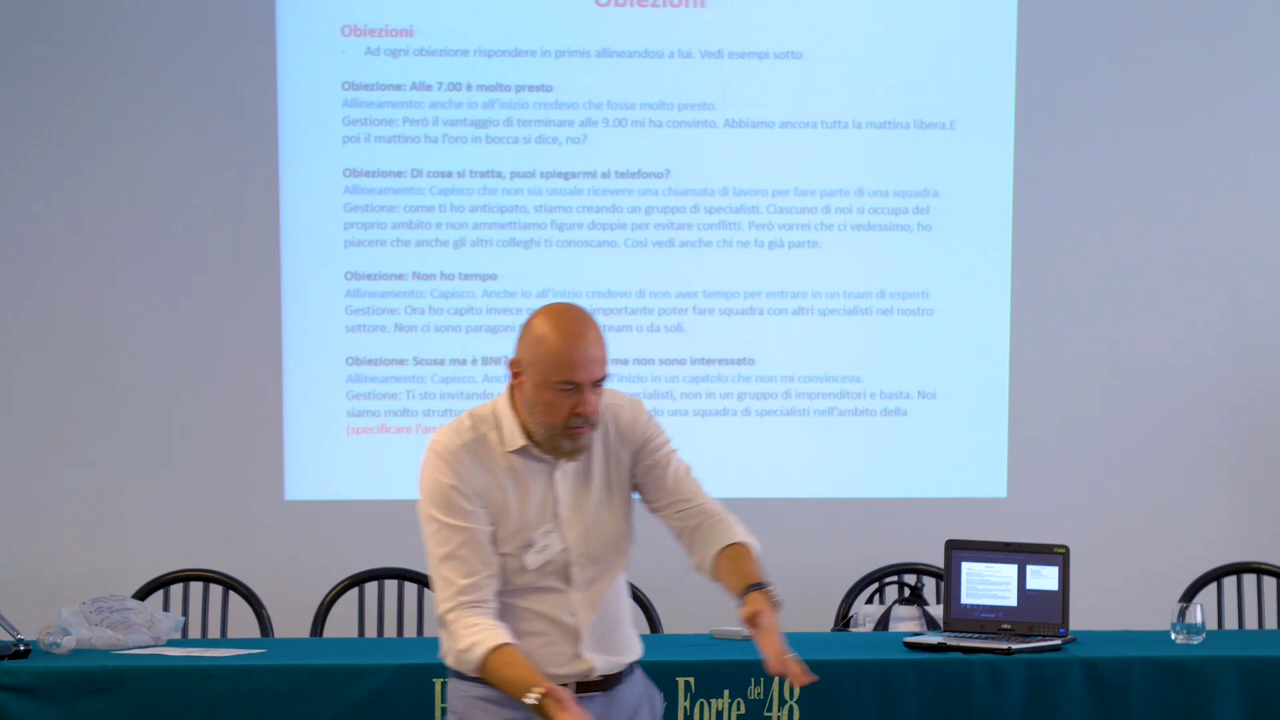 Obiezioni
Obiezioni
- Ad ogni obiezione rispondere in primis allineandosi a lui. Vedi esempi sotto
Obiezione: Alle 7.00 è molto presto
Allineamento: anche io all'inizio credevo che fosse molto presto.
Gestione: Però il vantaggio di terminare alle 9.00 mi ha convinto. Abbiamo ancora tutta la mattina libera.E
poi il mattino ha l'oro in bocca si dice, no?
Obiezione: Di cosa si tratta, puoi spiegarmi al telefono?
Allineamento: Capisco che non sia usuale ricevere una chiamata di lavoro per fare parte di una squadra.
Gestione: come ti ho anticipato, stiamo creando un gruppo di specialisti. Ciascuno di noi si occupa del
proprio ambito e non ammettiamo figure doppie per evitare conflitti. Però vorrei che ci vedessimo, ho
piacere che anche gli altri colleghi ti conoscano. Così vedi anche chi ne fa già parte.
Obiezione: Non ho tempo
Allineamento: Capisco. Anche io all'inizio credevo di non aver tempo per entrare in un team di esperti
Gestione: Ora ho capito invece importante poter fare squadra con altri specialisti nel nostro
settore. Non ci sono paragoni team o da soli.
Obiezione: Scusa ma è BNI? ma non sono interessato
Allineamento: Capisco. all'inizio in un capitolo che non mi convinceva.
Gestione: Ti sto invitando specialisti, non in un gruppo di imprenditori e basta. Noi
siamo molto una squadra di specialisti nell'ambito della
(specificare
Forte del 48